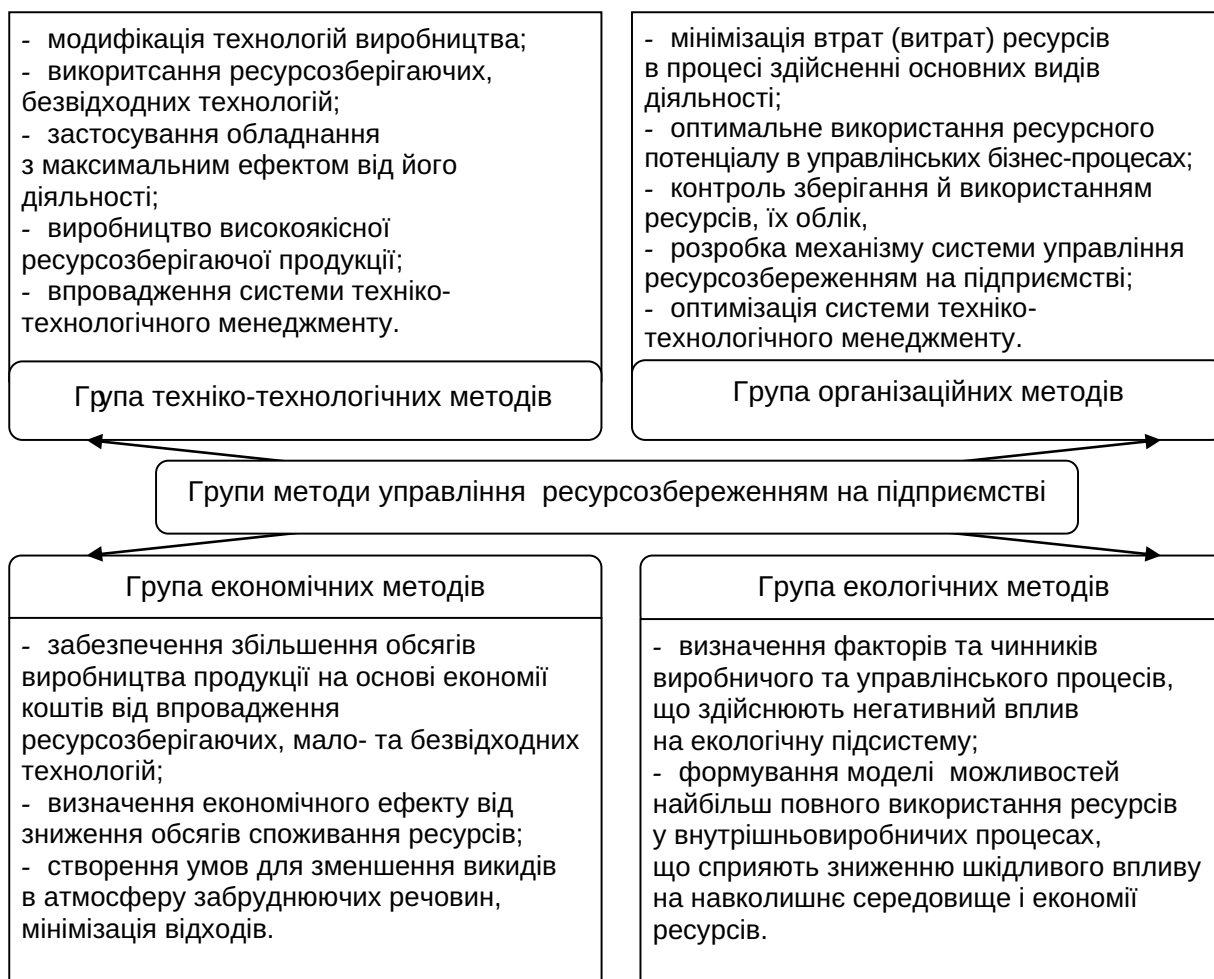 - модифікація технологій виробництва;
- викоритсання ресурсозберігаючих,
безвідходних технологій;
- застосування обладнання
з максимальним ефектом від його
діяльності;
- виробництво високоякісної
ресурсозберігаючої продукції;
- впровадження системи техніко-
технологічного менеджменту.
Група техніко-технологічних методів
- мінімізація втрат (витрат) ресурсів
в процесі здійсненні основних видів
діяльності;
- оптимальне використання ресурсного
потенціалу в управлінських бізнес-процесах;
- контроль зберігання й використанням
ресурсів, їх облік,
- розробка механізму системи управління
ресурсозбереженням на підприємстві;
- оптимізація системи техніко-
технологічного менеджменту.
Група організаційних методів
Групи методи управління ресурсозбереженням на підприємстві
Група економічних методів
- забезпечення збільшення обсягів
виробництва продукції на основі економії
коштів від впровадження
ресурсозберігаючих, мало- та безвідходних
технологій;
- визначення економічного ефекту від
зниження обсягів споживання ресурсів;
- створення умов для зменшення викидів
в атмосферу забруднюючих речовин,
мінімізація відходів.
Група екологічних методів
- визначення факторів та чинників
виробничого та управлінського процесів,
що здійснюють негативний вплив
на екологічну підсистему;
- формування моделі можливостей
найбільш повного використання ресурсів
у внутрішньовиробничих процесах,
що сприяють зниженню шкідливого впливу
на навколишнє середовище і економії
ресурсів.